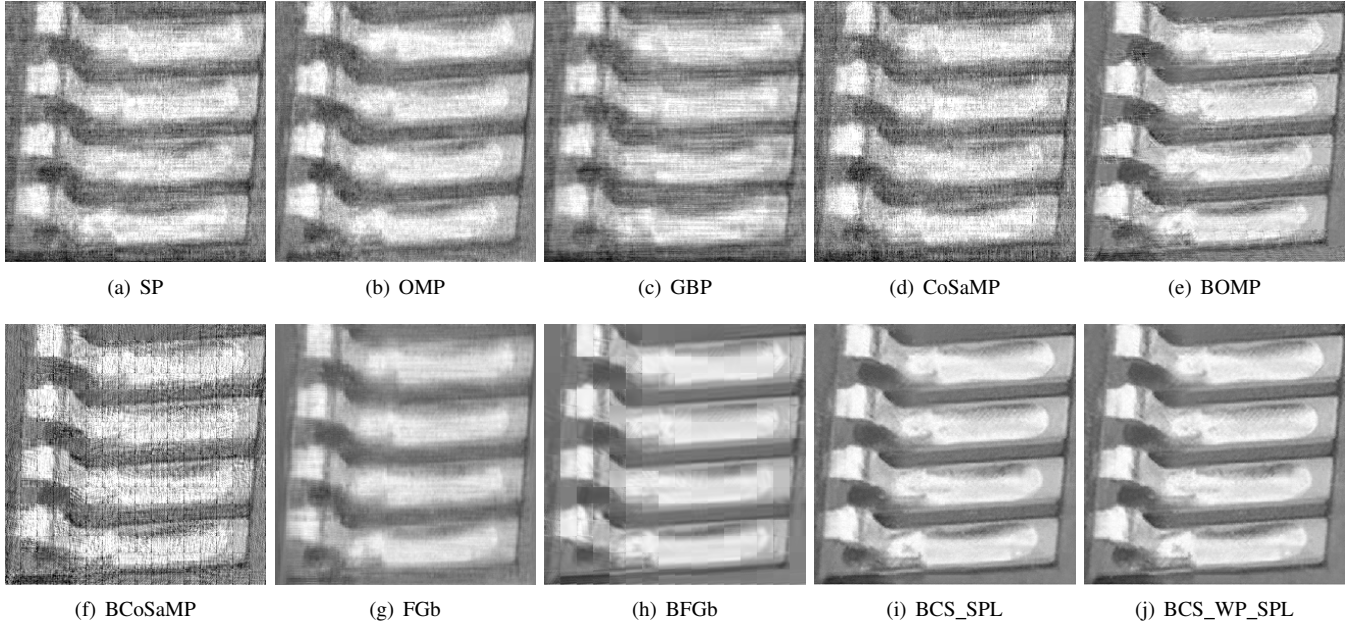 (a) SP
(b) OMP
(c) GBP
(d) CoSaMP
(e) BOMP
(f) BCoSaMP
(g) FGb
(h) BFGb
(i) BCS_SPL
(j) BCS_WP_SPL